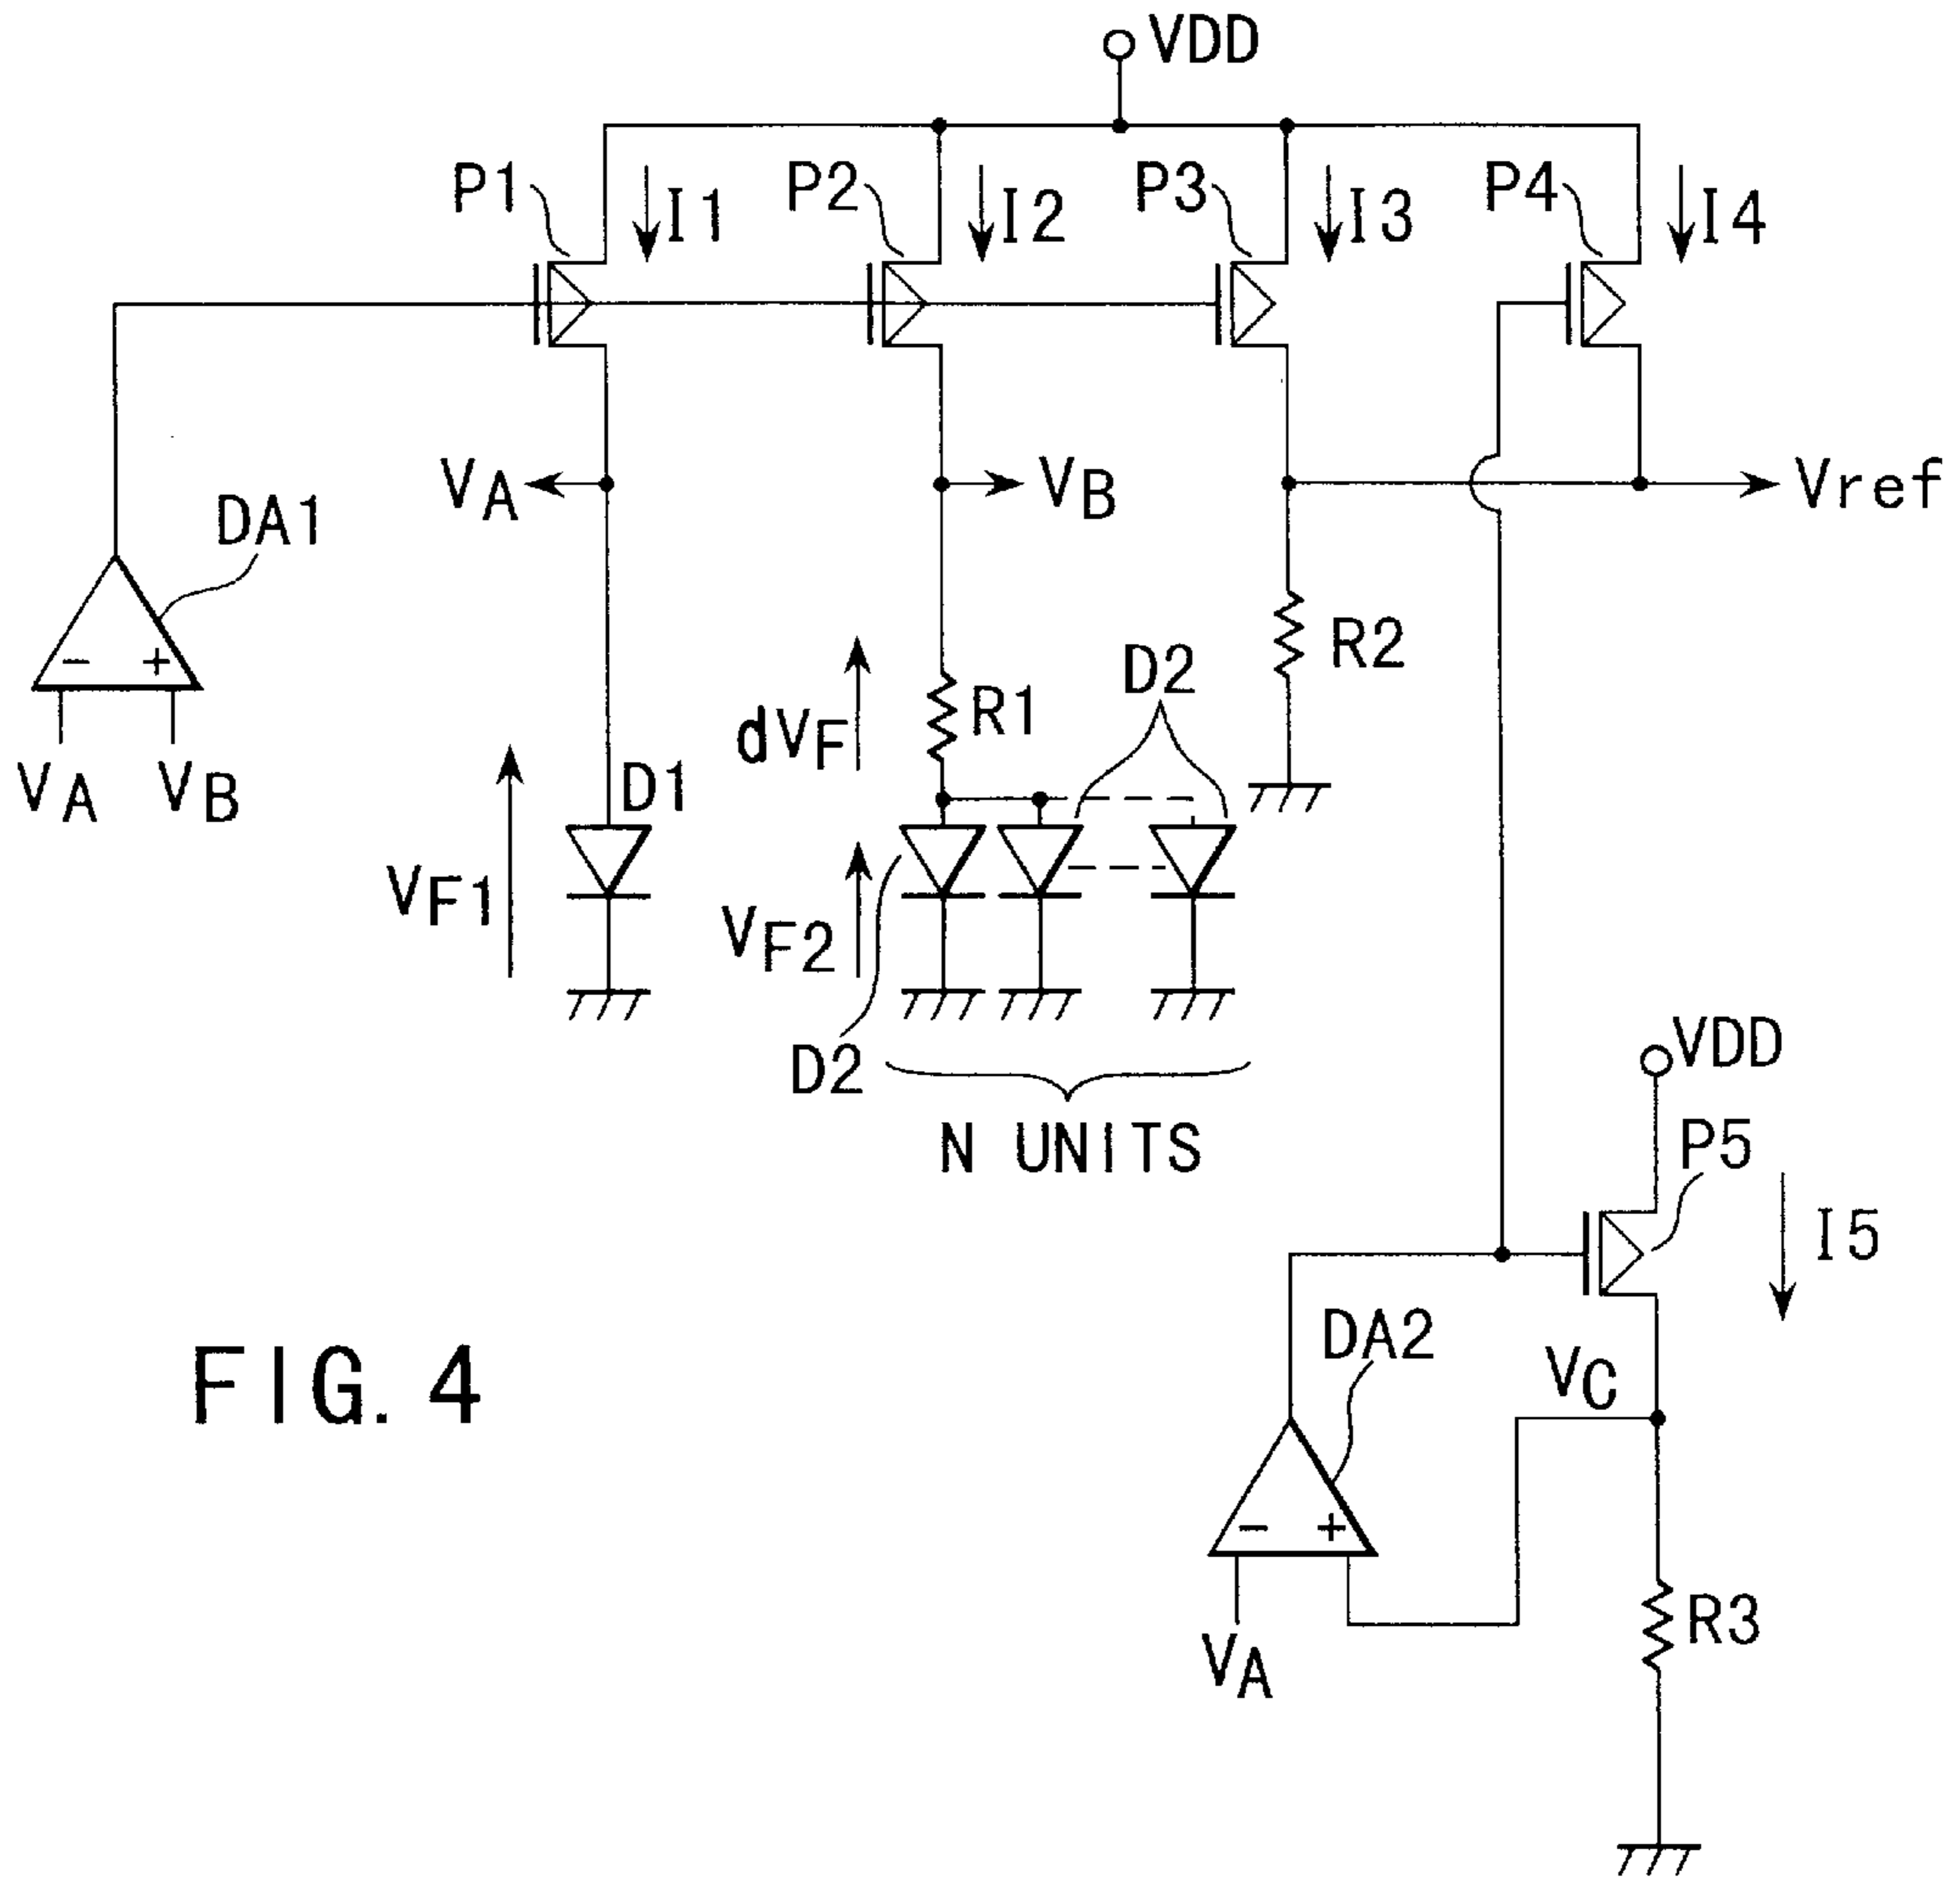 VDD
P1
I1
P2
I2
P3
I3
P4
I4
VA
VB
Vref
DA1
- +
VA VB
dVF
R1
D2
R2
D1
VF1
VF2
D2
N UNITS
VDD
P5
I5
DA2
VC
- +
VA
R3
FIG. 4